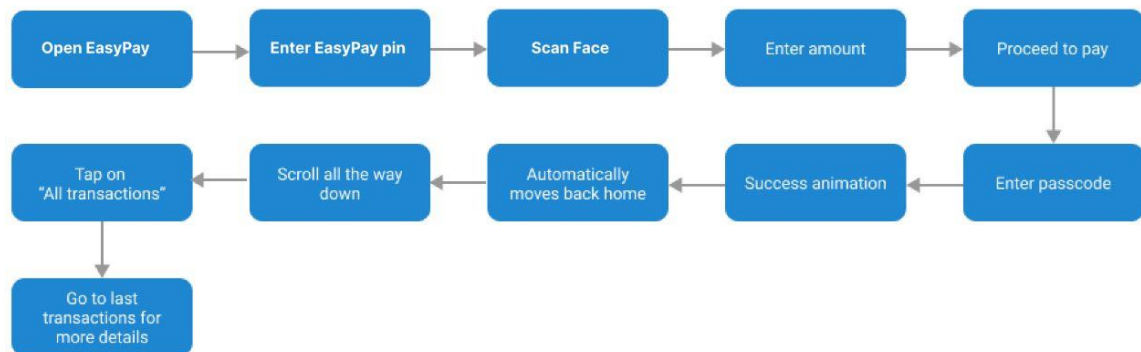 Open EasyPay
Enter EasyPay pin
Scan Face
Enter amount
Proceed to pay
Enter passcode
Success animation
Automatically
moves back home
Scroll all the way
down
Tap on
“All transactions“
Go to last
transactions for
more details